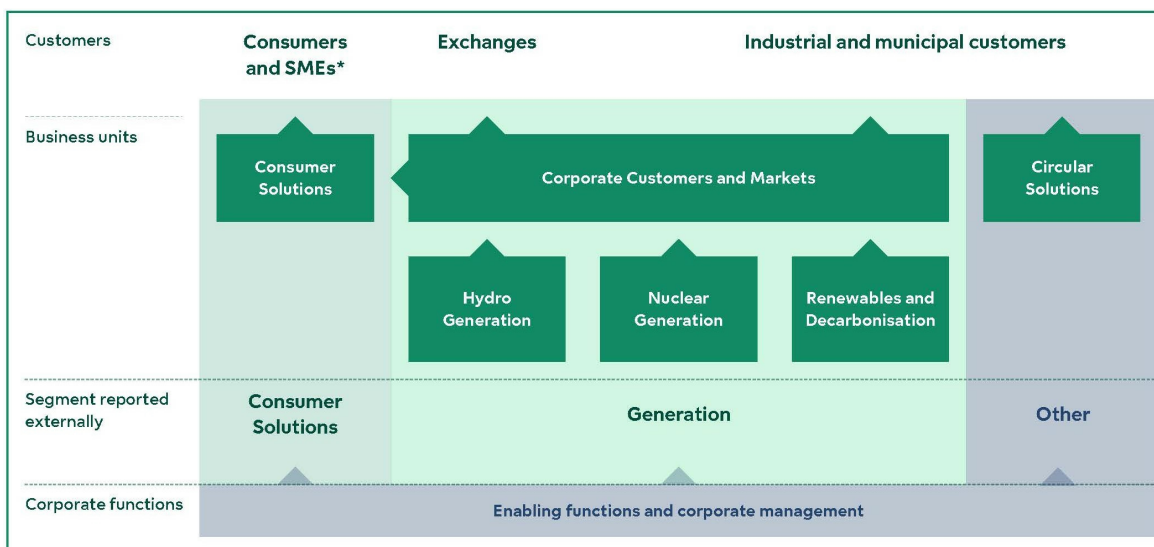 Customers
Consumers
and SMEs*
Exchanges
Industrial and municipal customers
Business units
Consumer
Solutions
Corporate Customers and Markets
Circular
Solutions
Hydro
Generation
Nuclear
Generation
Renewables and
Decarbonisation
Segment reported
externally
Consumer
Solutions
Generation
Other
Corporate functions
Enabling functions and corporate management